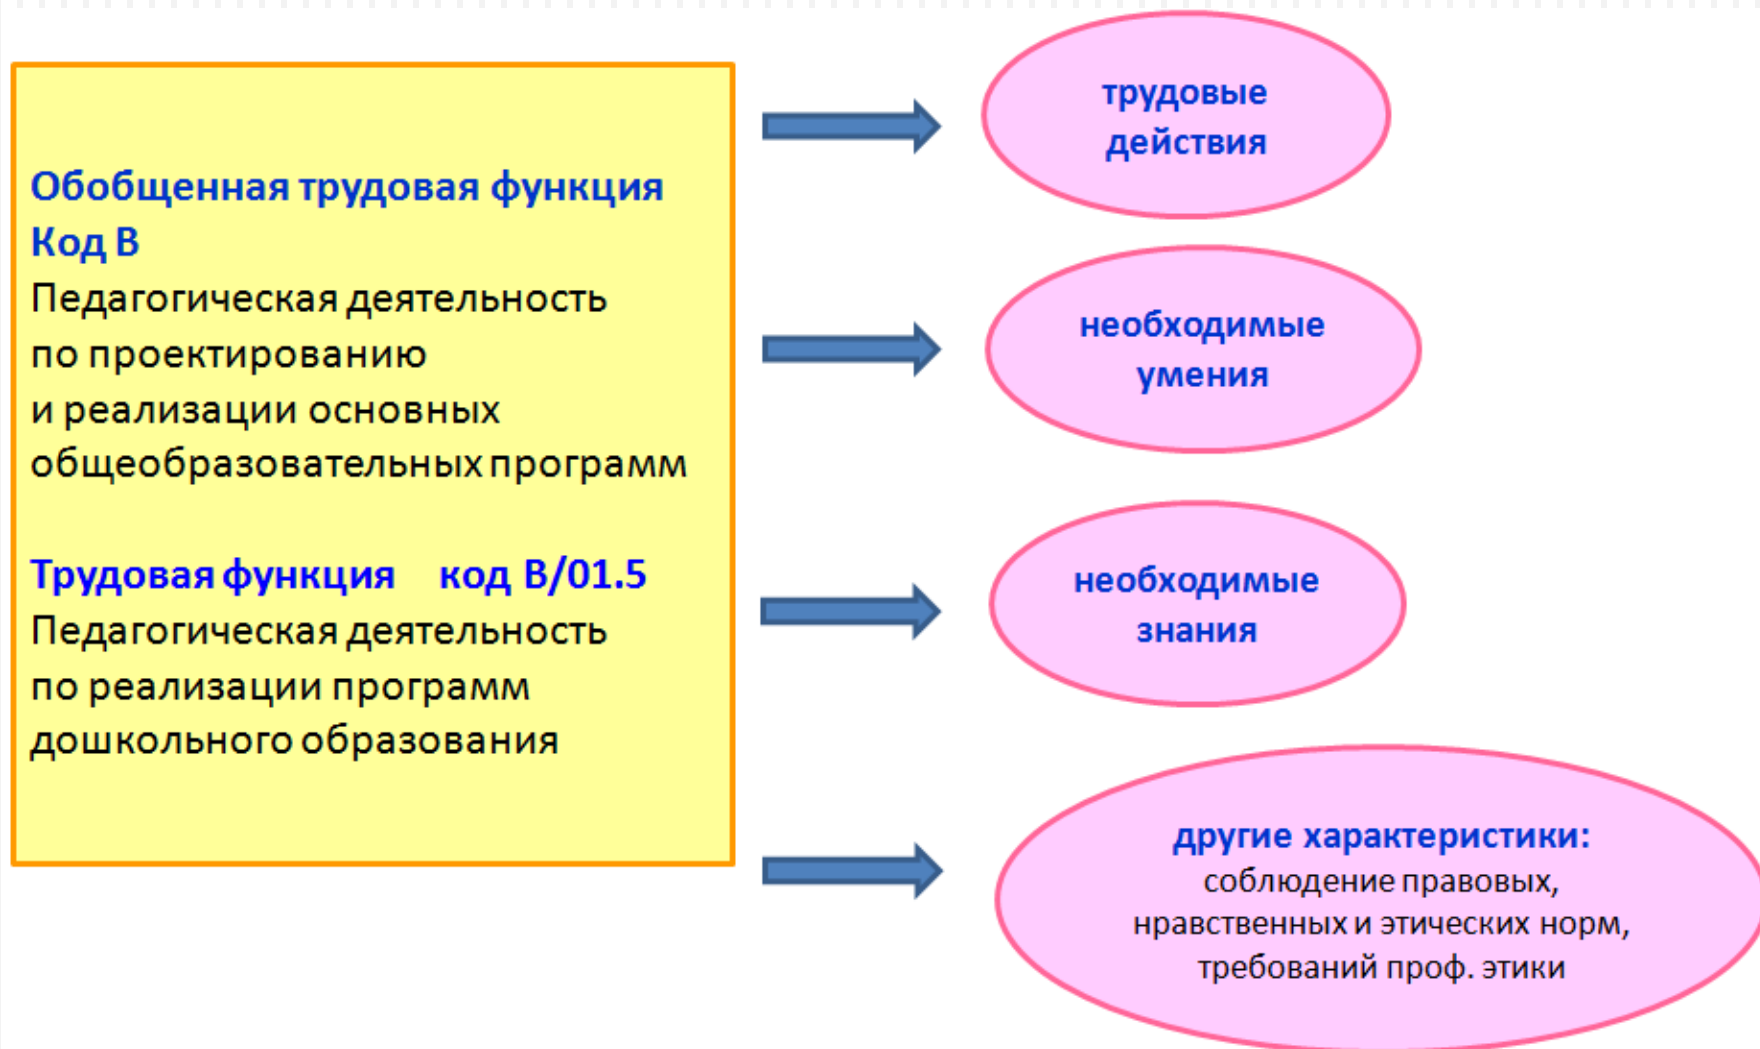 Обобщенная трудовая функция
Код В
Педагогическая деятельность
по проектированию
и реализации основных
общеобразовательных программ
Трудовая функция код В/01.5
Педагогическая деятельность
по реализации программ
дошкольного образования
трудовые
действия
необходимые
умения
необходимые
знания
другие характеристики:
соблюдение правовых,
нравственных и этических норм,
требований проф. этики